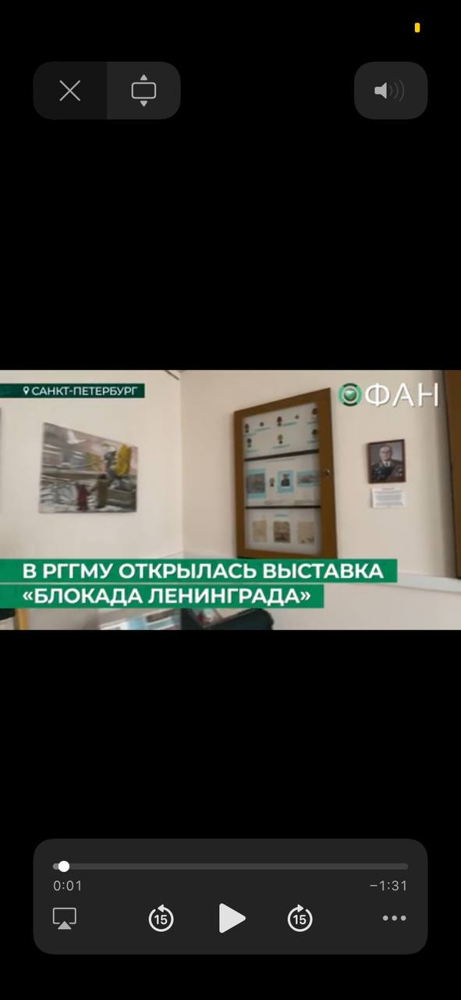 САНКТ-ПЕТЕРБУРГ
ФАН
В РГГМУ ОТКРЫЛАСЬ ВЫСТАВКА
«БЛОКАДА ЛЕНИНГРАДА»
0:01
−1:31
15
15